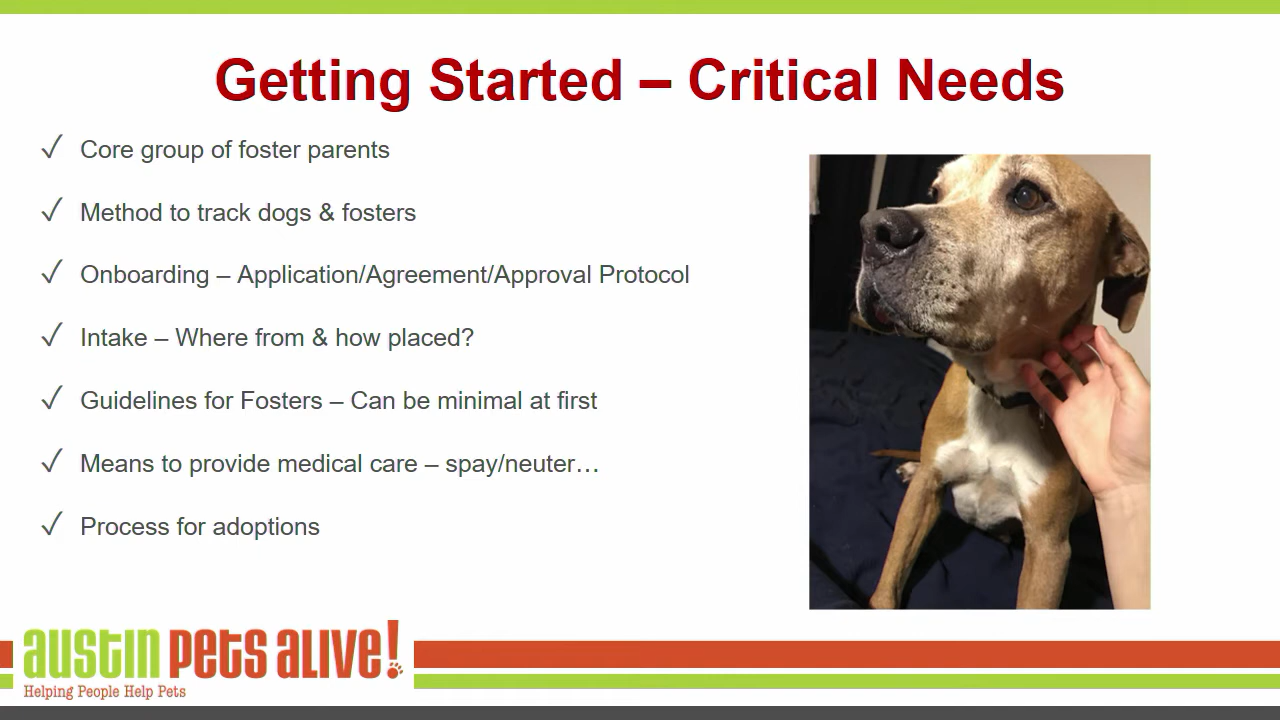 Getting Started – Critical Needs
✓ Core group of foster parents
✓ Method to track dogs & fosters
✓ Onboarding – Application/Agreement/Approval Protocol
✓ Intake – Where from & how placed?
✓ Guidelines for Fosters – Can be minimal at first
✓ Means to provide medical care – spay/neuter…
✓ Process for adoptions
austin pets alive!
Helping People Help Pets